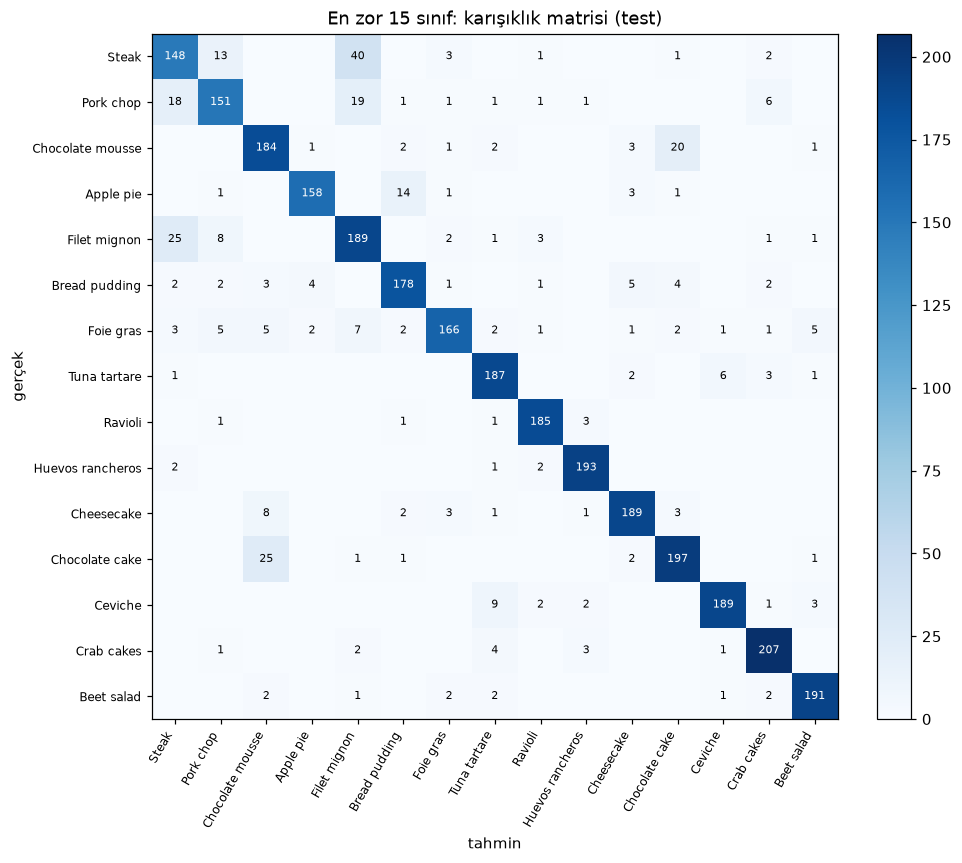 En zor 15 sınıf: karışıklık matrisi (test)
Steak 148 13 40 3 1 1 2
Pork chop 18 151 19 1 1 1 1 1 6
Chocolate mousse 184 1 2 1 2 3 20 1
Apple pie 1 158 14 1 3 1
Filet mignon 25 8 189 2 1 3 1 1
Bread pudding 2 2 3 4 178 1 1 5 4 2
Foie gras 3 5 5 2 7 2 166 2 1 1 2 1 1 5
Tuna tartare 1 187 2 6 3 1
Ravioli 1 1 1 185 3
Huevos rancheros 2 1 2 193
Cheesecake 8 2 3 1 1 189 3
Chocolate cake 25 1 1 2 197 1
Ceviche 9 2 2 189 1 3
Crab cakes 1 2 4 3 1 207
Beet salad 2 1 2 2 1 2 191
gerçek
Steak
Pork chop
Chocolate mousse
Apple pie
Filet mignon
Bread pudding
Foie gras
Tuna tartare
Ravioli
Huevos rancheros
Cheesecake
Chocolate cake
Ceviche
Crab cakes
Beet salad
tahmin
200
175
150
125
100
75
50
25
0